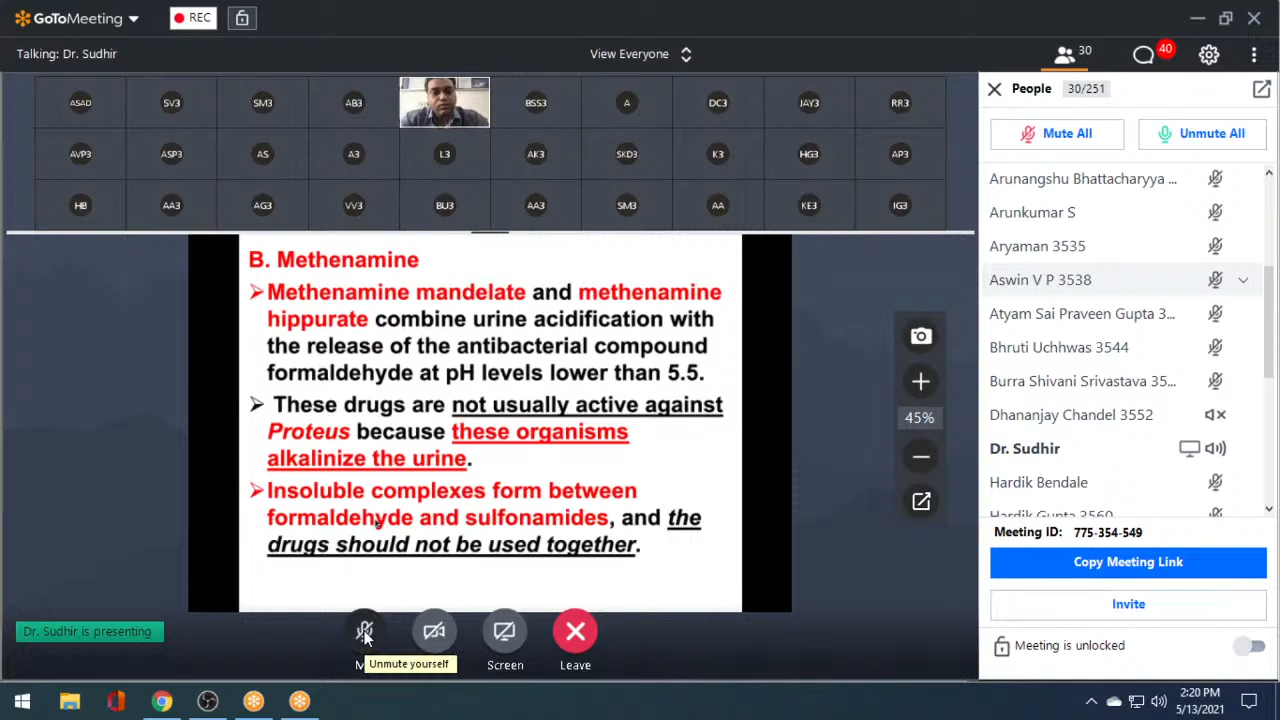 GoToMeeting
REC
Talking: Dr. Sudhir
View Everyone
30
40
ASAD SV3 SM3 AB3 BSS3 A DC3 JAY3 RR3
AVP3 ASP3 AS A3 L3 AK3 SKD3 K3 HG3 AP3
HB AA3 AG3 VV3 BU3 AA3 SM3 AA KE3 IG3
B. Methenamine
Methenamine mandelate and methenamine
hippurate combine urine acidification with
the release of the antibacterial compound
formaldehyde at pH levels lower than 5.5.
These drugs are not usually active against
Proteus because these organisms
alkalinize the urine.
Insoluble complexes form between
formaldehyde and sulfonamides, and the
drugs should not be used together.
45%
Dr. Sudhir is presenting
M
Unmute yourself
Screen
Leave
People 30/251
Mute All
Unmute All
Arunangshu Bhattacharyya ...
Arunkumar S
Aryaman 3535
Aswin V P 3538
Atyam Sai Praveen Gupta 3...
Bhruti Uchhwas 3544
Burra Shivani Srivastava 35...
Dhananjay Chandel 3552
Dr. Sudhir
Hardik Bendale
Hardik Gupta 3560
Meeting ID: 775-354-549
Copy Meeting Link
Invite
Meeting is unlocked
2:20 PM
5/13/2021